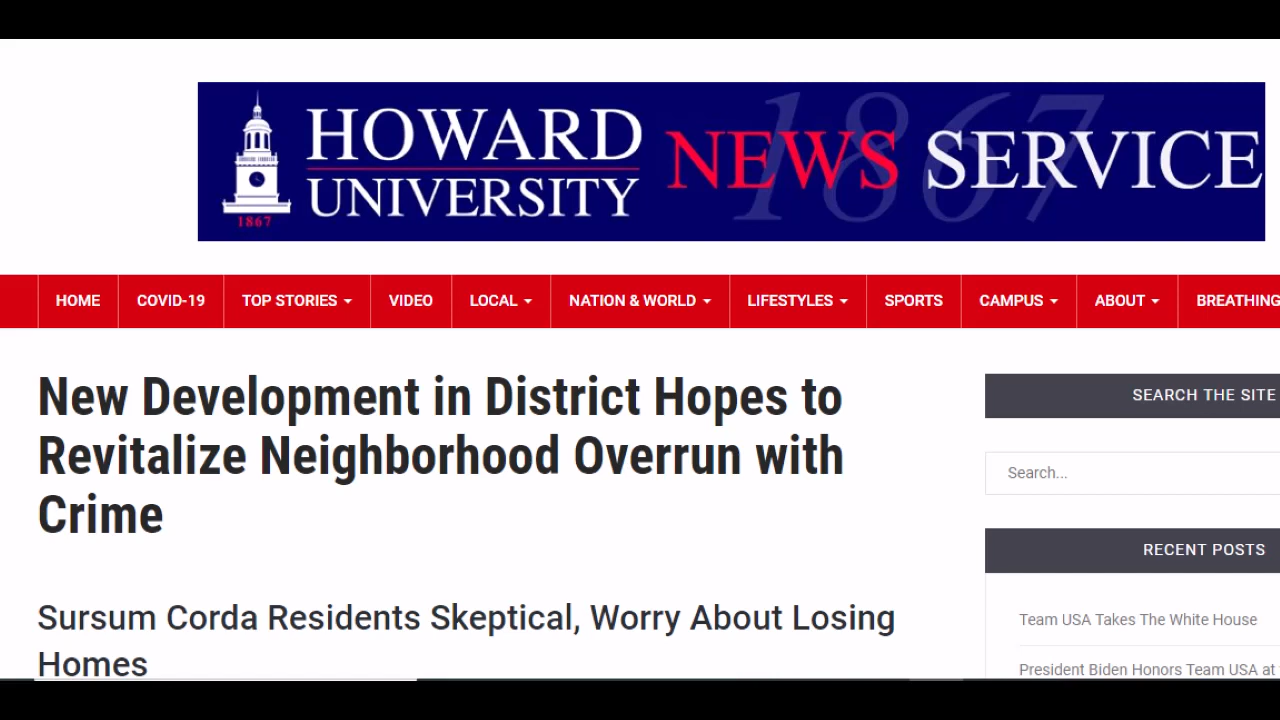 HOWARD
UNIVERSITY
NEWS SERVICE
1867
1867
HOME COVID-19 TOP STORIES VIDEO LOCAL NATION & WORLD LIFESTYLES SPORTS CAMPUS ABOUT BREATHING
New Development in District Hopes to
Revitalize Neighborhood Overrun with
Crime
Sursum Corda Residents Skeptical, Worry About Losing
Homes
SEARCH THE SITE
Search...
RECENT POSTS
Team USA Takes The White House
President Biden Honors Team USA at